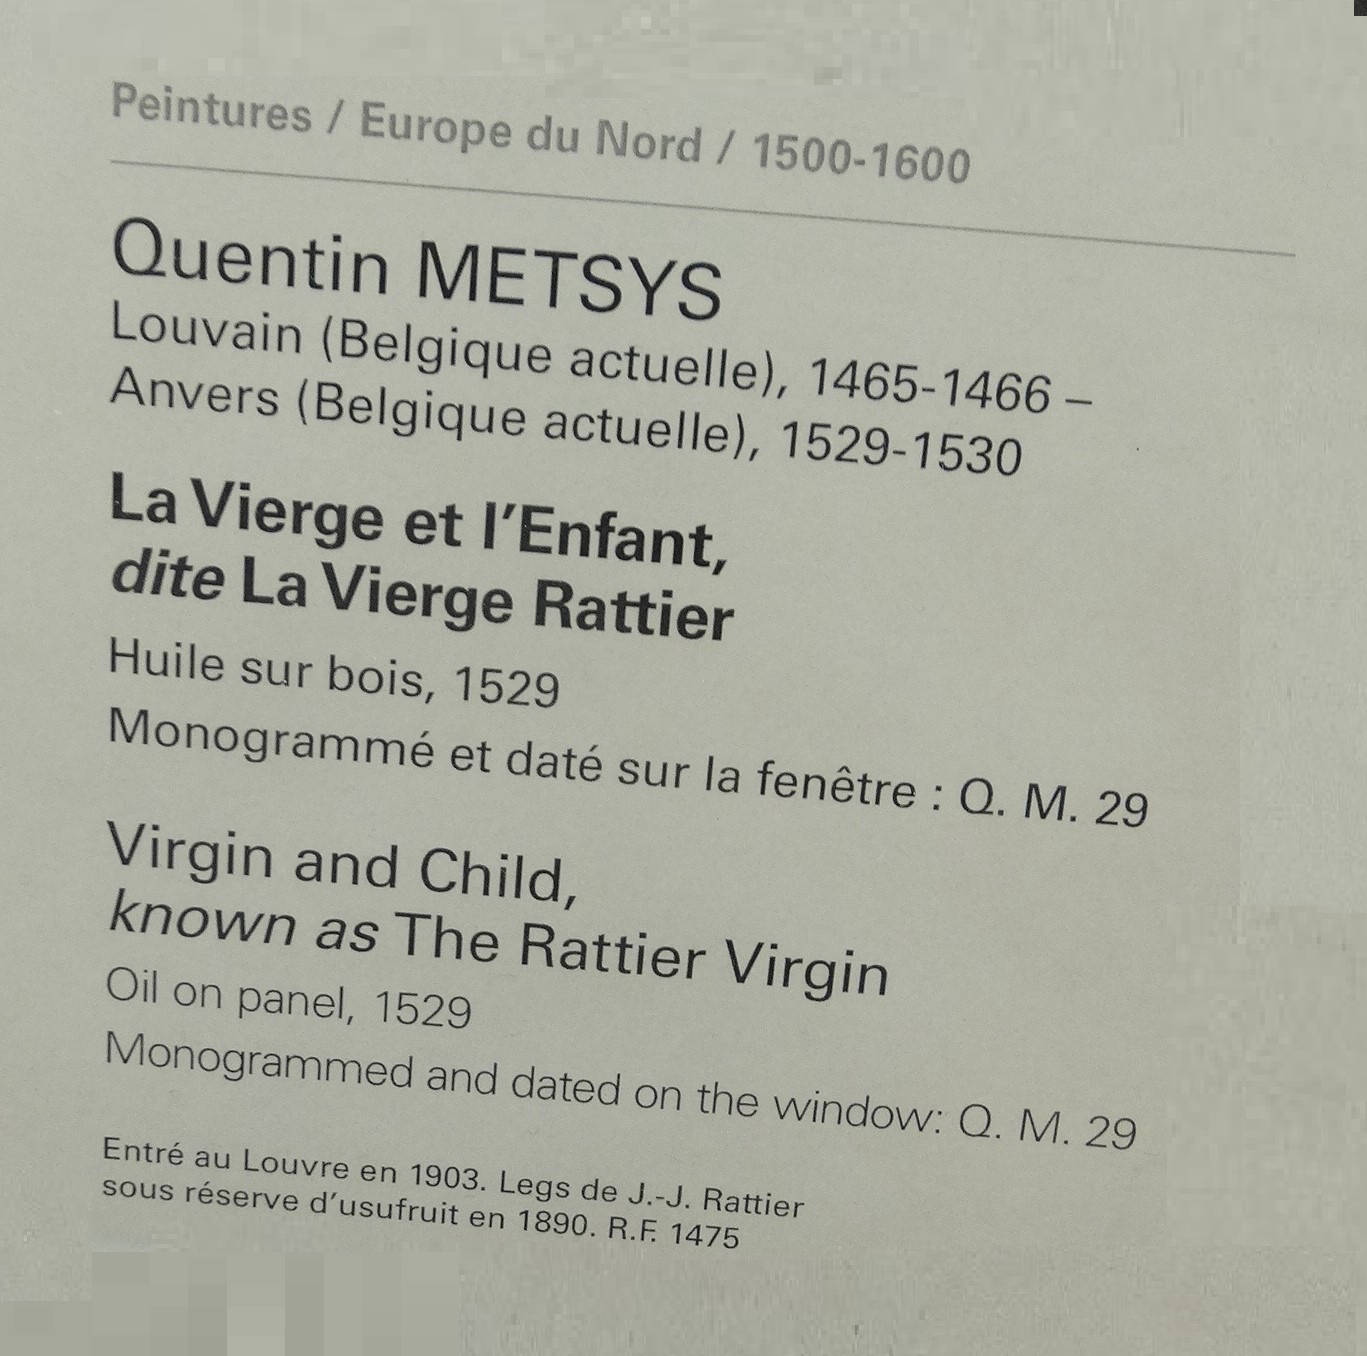 Peintures / Europe du Nord / 1500-1600
Quentin METSYS
Louvain (Belgique actuelle), 1465-1466 –
Anvers (Belgique actuelle), 1529-1530
La Vierge et l’Enfant,
dite La Vierge Rattier
Huile sur bois, 1529
Monogrammé et daté sur la fenêtre : Q. M. 29
Virgin and Child,
known as The Rattier Virgin
Oil on panel, 1529
Monogrammed and dated on the window: Q. M. 29
Entré au Louvre en 1903. Legs de J.-J. Rattier
sous réserve d’usufruit en 1890. R.F. 1475